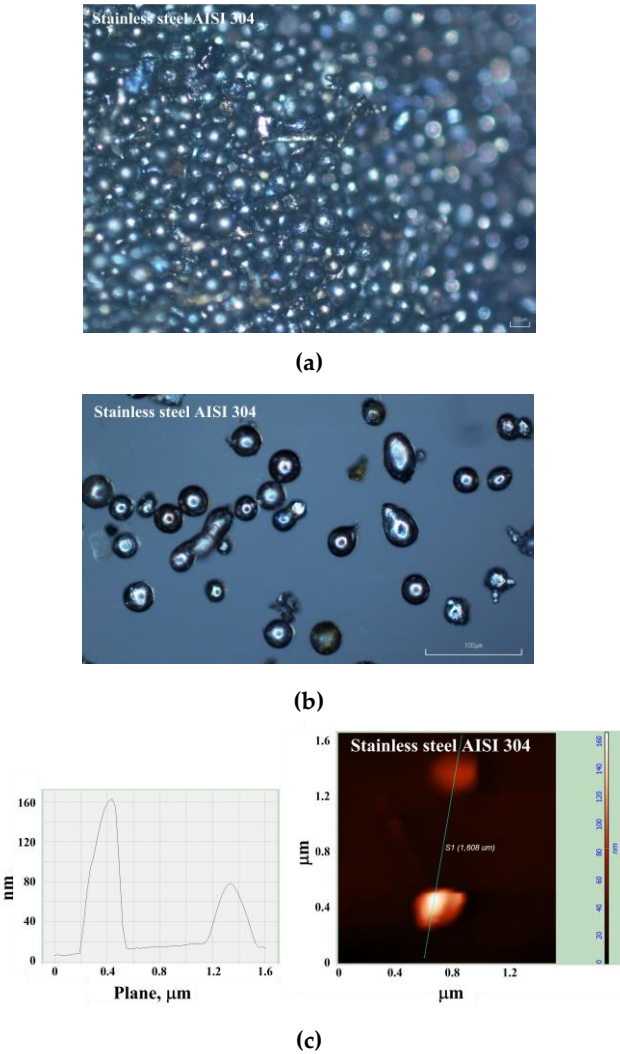 Stainless steel AISI 304
(a)
Stainless steel AISI 304
100µm
(b)
160
120
80
40
0
nm
0 0.4 0.8 1.2 1.6
Plane, µm
Stainless steel AISI 304
1.6
1.2
0.8
0.4
0
µm
S1 (1,608 um)
0 0.4 0.8 1.2
µm
160
140
120
100
80
60
40
20
0
nm
(c)